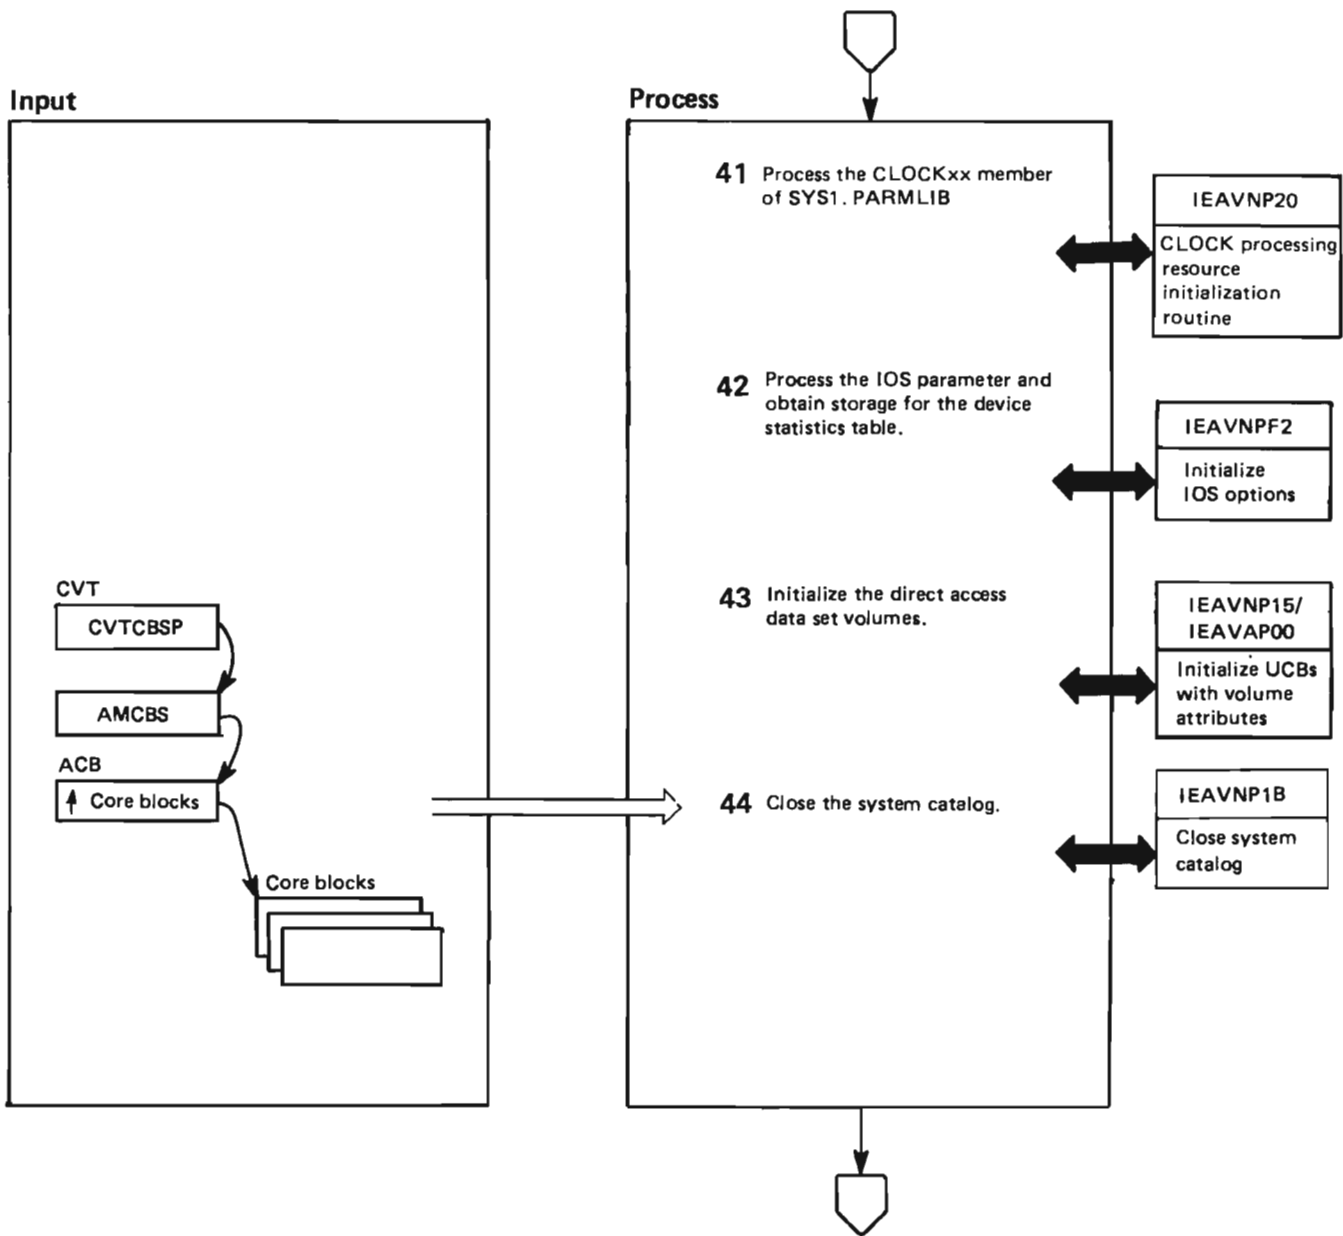 Input
CVT
CVTCBSP
AMCBS
ACB
↑ Core blocks
Core blocks
Process
41 Process the CLOCKxx member
of SYS1. PARMLIB
42 Process the IOS parameter and
obtain storage for the device
statistics table.
43 Initialize the direct access
data set volumes.
44 Close the system catalog.
IEAVNP20
CLOCK processing
resource
initialization
routine
IEAVNPF2
Initialize
IOS options
IEAVNP15/
IEAVAP00
Initialize UCBs
with volume
attributes
IEAVNP1B
Close system
catalog